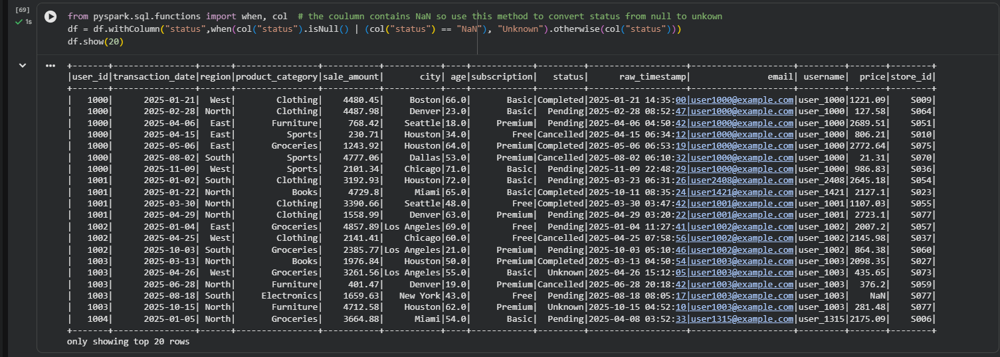 [69]
1s
from pyspark.sql.functions import when, col  # the coulumn contains NaN so use this method to convert status from null to unkown
df = df.withColumn("status",when(col("status").isNull() | (col("status") == "NaN"), "Unknown").otherwise(col("status")))
df.show(20)
+-------+----------------+------+----------------+-----------+-----------+----+------------+---------+-------------------+--------------------+---------+-------+--------+
|user_id|transaction_date|region|product_category|sale_amount|       city| age|subscription|   status|      raw_timestamp|               email| username|  price|store_id|
+-------+----------------+------+----------------+-----------+-----------+----+------------+---------+-------------------+--------------------+---------+-------+--------+
|   1000|      2025-01-21|  West|        Clothing|    4480.45|     Boston|66.0|       Basic|Completed|2025-01-21 14:35:00|user1000@example.com|user_1000|1221.09|    S009|
|   1000|      2025-02-28| North|        Clothing|    4487.98|     Denver|23.0|       Basic|  Pending|2025-02-28 08:52:47|user1000@example.com|user_1000| 127.58|    S064|
|   1000|      2025-04-06|  East|       Furniture|     768.42|    Seattle|18.0|     Premium|  Pending|2025-04-06 04:50:42|user1000@example.com|user_1000|2689.51|    S051|
|   1000|      2025-04-15|  East|          Sports|     230.71|    Houston|34.0|        Free|Cancelled|2025-04-15 06:34:12|user1000@example.com|user_1000| 806.21|    S010|
|   1000|      2025-05-06|  East|       Groceries|    1243.92|    Houston|64.0|     Premium|Completed|2025-05-06 06:53:19|user1000@example.com|user_1000|2772.64|    S075|
|   1000|      2025-08-02| South|          Sports|    4777.06|     Dallas|53.0|     Premium|Cancelled|2025-08-02 06:10:32|user1000@example.com|user_1000|  21.31|    S070|
|   1000|      2025-11-09|  West|          Sports|    2101.34|    Chicago|71.0|       Basic|  Pending|2025-11-09 22:48:29|user1000@example.com|user_1000| 986.83|    S036|
|   1001|      2025-01-02| South|        Clothing|    3192.93|    Houston|72.0|       Basic|  Pending|2025-03-23 06:31:26|user2408@example.com|user_2408|2645.18|    S054|
|   1001|      2025-01-22| North|           Books|     4729.8|      Miami|65.0|       Basic|Completed|2025-10-11 08:35:24|user1421@example.com|user_1421| 2127.1|    S023|
|   1001|      2025-03-30| North|        Clothing|    3390.66|    Seattle|48.0|        Free|Completed|2025-03-30 03:47:42|user1001@example.com|user_1001|1107.03|    S055|
|   1001|      2025-04-29| North|        Clothing|    1558.99|     Denver|63.0|     Premium|  Pending|2025-04-29 03:20:22|user1001@example.com|user_1001| 2723.1|    S077|
|   1002|      2025-01-04|  East|       Groceries|    4857.89|Los Angeles|69.0|        Free|  Pending|2025-01-04 11:27:41|user1002@example.com|user_1002| 2007.2|    S057|
|   1002|      2025-04-25|  West|        Clothing|    2141.41|    Chicago|60.0|        Free|Cancelled|2025-04-25 07:58:56|user1002@example.com|user_1002|2145.98|    S037|
|   1002|      2025-10-03| South|       Groceries|    2385.77|Los Angeles|21.0|     Premium|  Pending|2025-10-03 05:10:46|user1002@example.com|user_1002| 864.38|    S060|
|   1003|      2025-03-13| North|           Books|    1976.84|    Houston|50.0|     Premium|Completed|2025-03-13 04:50:54|user1003@example.com|user_1003|2098.35|    S027|
|   1003|      2025-04-26|  West|       Groceries|    3261.56|Los Angeles|55.0|       Basic|  Unknown|2025-04-26 15:12:05|user1003@example.com|user_1003| 435.65|    S073|
|   1003|      2025-06-28| North|       Furniture|     401.47|     Denver|19.0|     Premium|Cancelled|2025-06-28 20:18:42|user1003@example.com|user_1003|  376.2|    S059|
|   1003|      2025-08-18| South|     Electronics|    1659.63|   New York|43.0|        Free|  Pending|2025-08-18 08:05:17|user1003@example.com|user_1003|    NaN|    S077|
|   1003|      2025-10-15| North|       Furniture|    4712.58|    Houston|62.0|     Premium|  Unknown|2025-10-15 04:52:10|user1003@example.com|user_1003| 281.48|    S077|
|   1004|      2025-01-05| North|       Groceries|    3664.88|      Miami|54.0|       Basic|  Pending|2025-04-08 03:52:33|user1315@example.com|user_1315|2175.09|    S006|
+-------+----------------+------+----------------+-----------+-----------+----+------------+---------+-------------------+--------------------+---------+-------+--------+
only showing top 20 rows